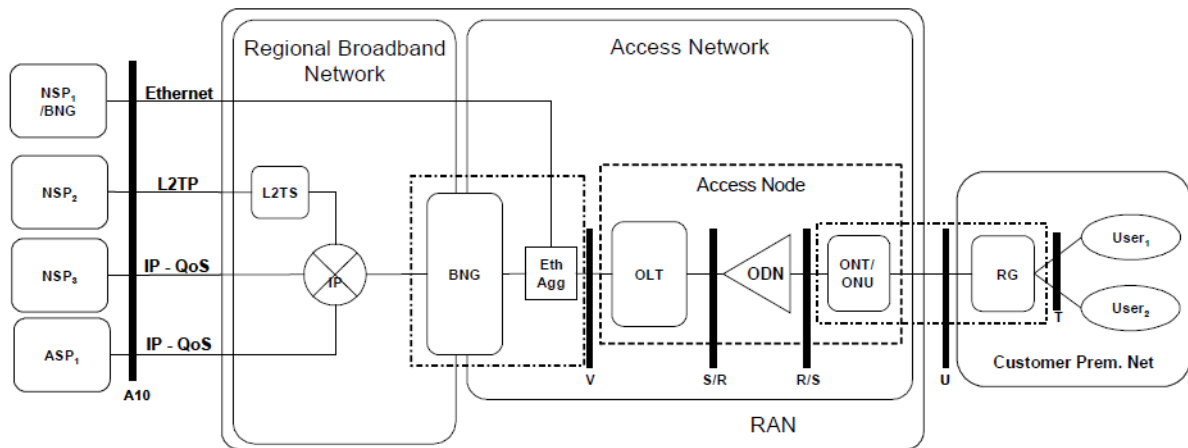 Regional Broadband
Network
Access Network
NSP1
/BNG
Ethernet
NSP2
L2TP
L2TS
Access Node
NSP3
IP - QoS
IP
BNG
Eth
Agg
OLT
ODN
ONT/
ONU
RG
User1
User2
T
ASP1
IP - QoS
A10
V
S/R
R/S
U
Customer Prem. Net
RAN